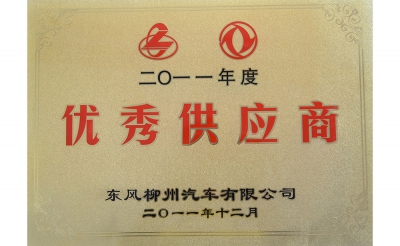 二〇一一年度
优秀供应商
东风柳州汽车有限公司
二〇一一年十二月